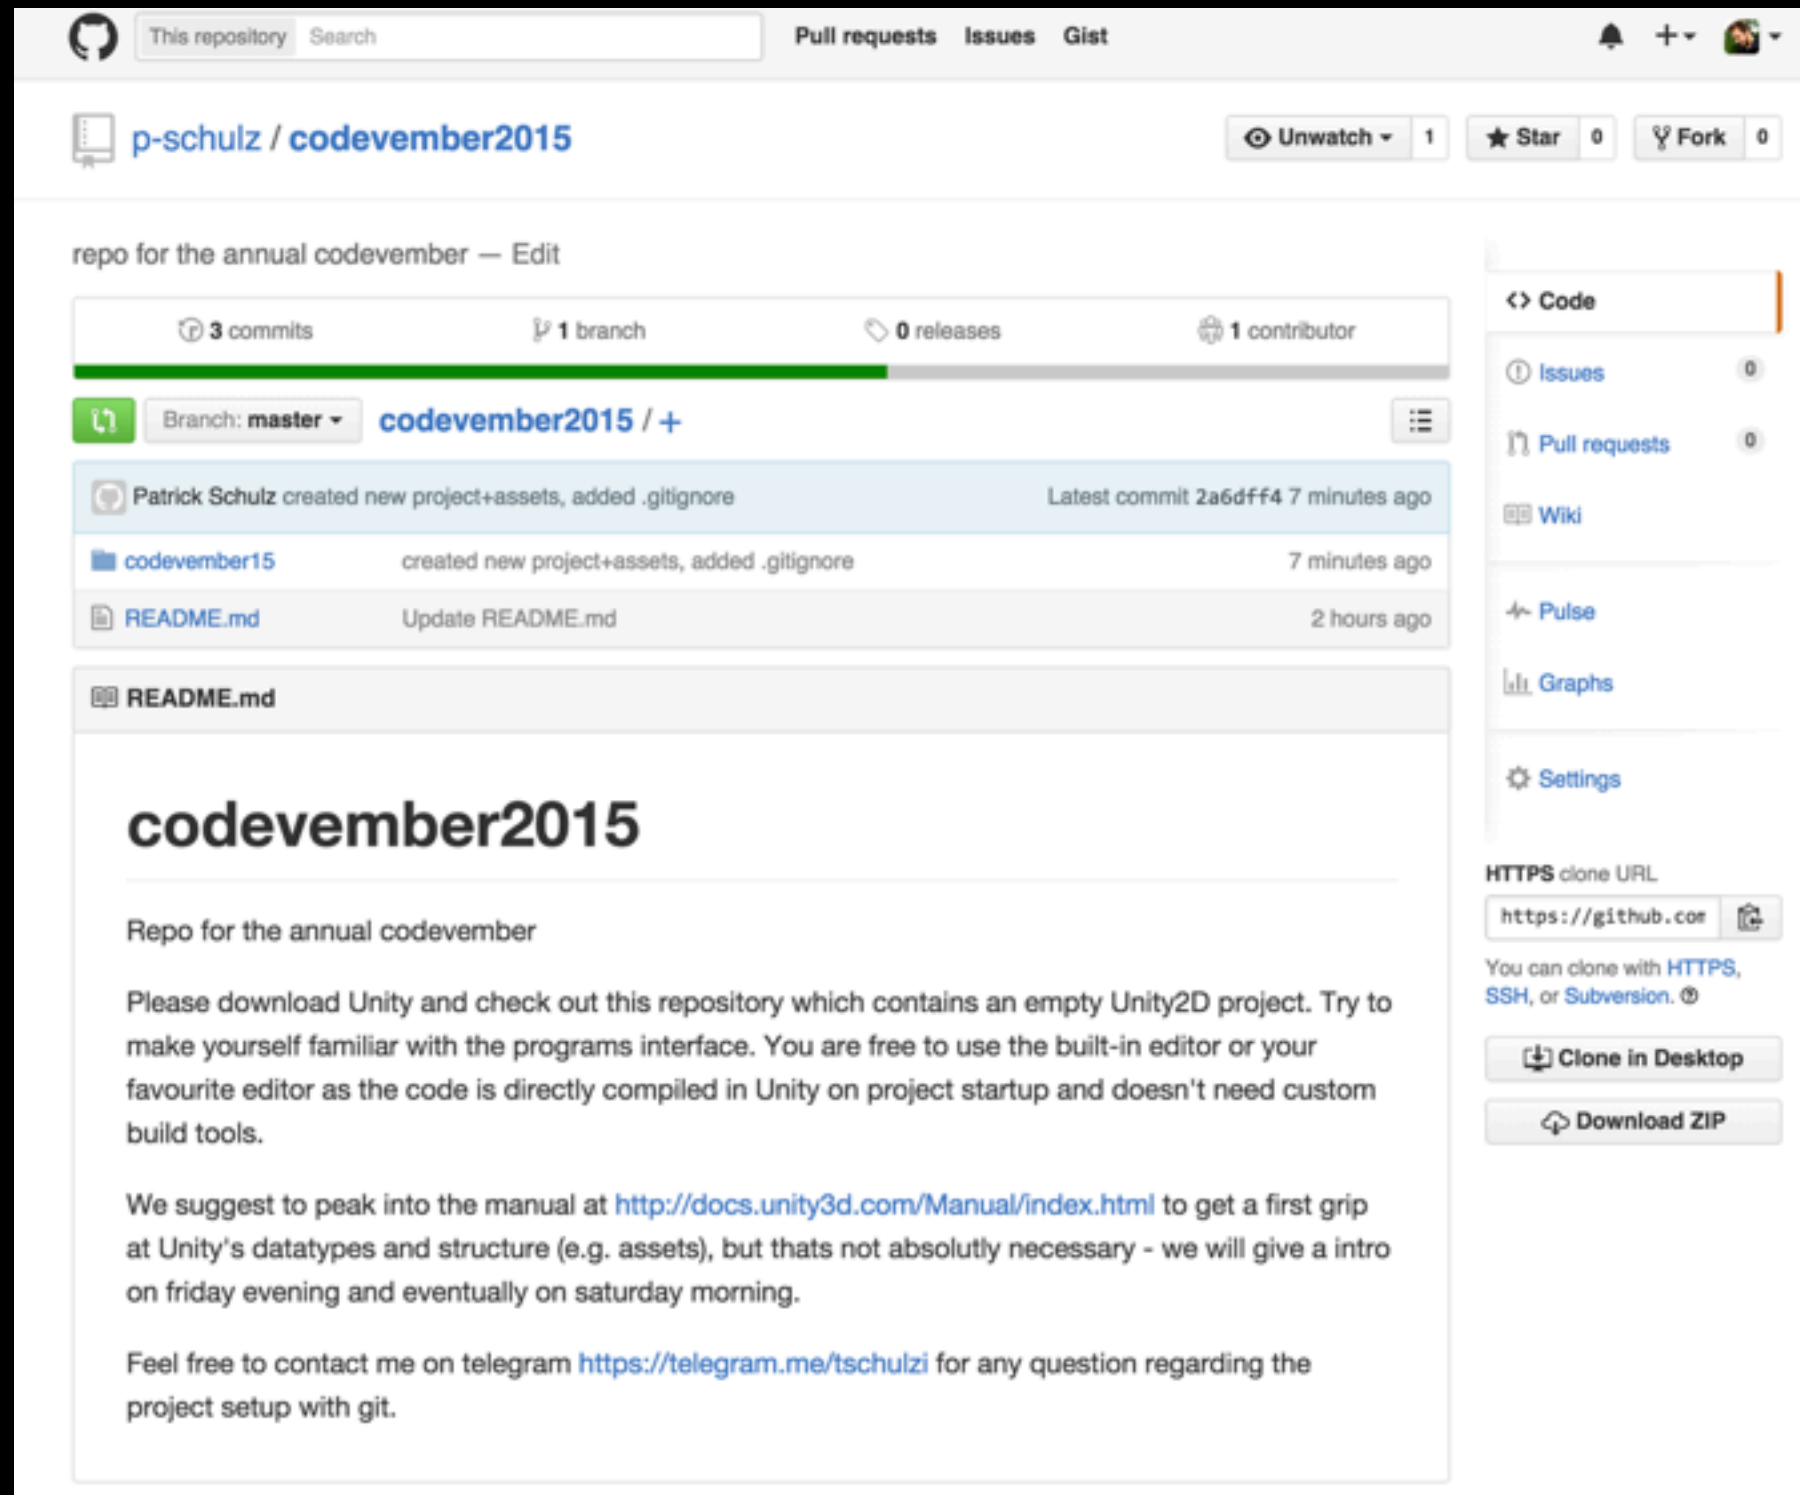 This repository Search Pull requests Issues Gist
p-schulz / codevember2015 Unwatch 1 Star 0 Fork 0
repo for the annual codevember — Edit
3 commits 1 branch 0 releases 1 contributor
Branch: master codevember2015 / +
Patrick Schulz created new project+assets, added .gitignore Latest commit 2a6dff4 7 minutes ago
codevember15 created new project+assets, added .gitignore 7 minutes ago
README.md Update README.md 2 hours ago
README.md
codevember2015
Repo for the annual codevember
Please download Unity and check out this repository which contains an empty Unity2D project. Try to
make yourself familiar with the programs interface. You are free to use the built-in editor or your
favourite editor as the code is directly compiled in Unity on project startup and doesn't need custom
build tools.
We suggest to peak into the manual at http://docs.unity3d.com/Manual/index.html to get a first grip
at Unity's datatypes and structure (e.g. assets), but thats not absolutly necessary - we will give a intro
on friday evening and eventually on saturday morning.
Feel free to contact me on telegram https://telegram.me/tschulzi for any question regarding the
project setup with git.
Code
Issues 0
Pull requests 0
Wiki
Pulse
Graphs
Settings
HTTPS clone URL
https://github.com
You can clone with HTTPS,
SSH, or Subversion.
Clone in Desktop
Download ZIP